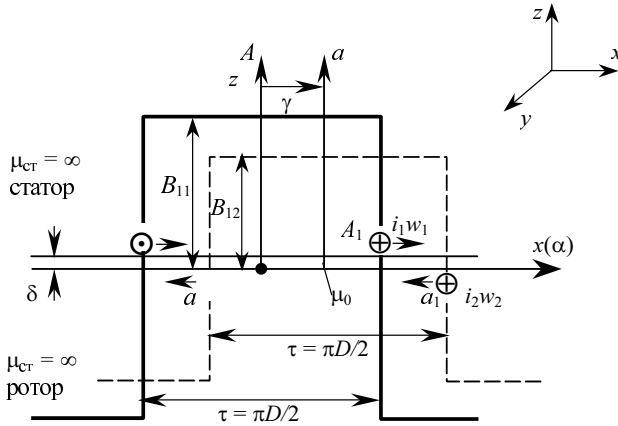 z
x
y
A
a
z
γ
μст = ∞
статор
B11
B12
A1
i1w1
x(α)
δ
a
μ0
a1
i2w2
τ = πD/2
μст = ∞
ротор
τ = πD/2